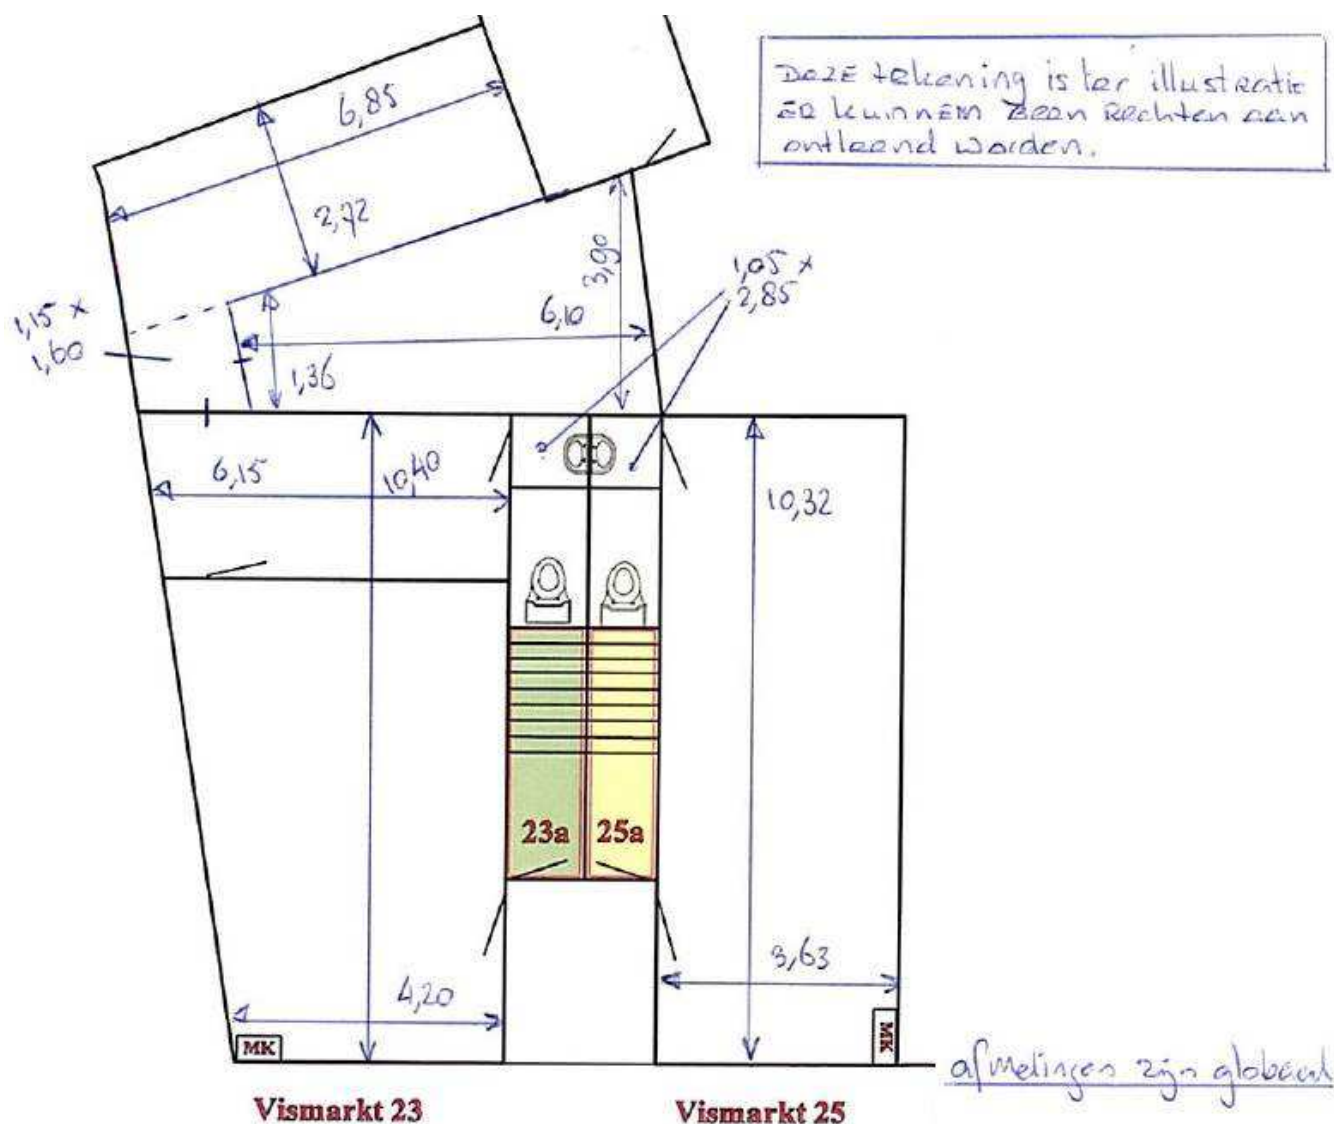 DEZE tekening is ter illustratie
ER kunnen geen Rechten aan
ontleend worden.
6,85
2,72
3,90
1,05 x
2,85
1,15 x
1,60
6,10
1,36
6,15
10,40
10,32
23a
25a
3,63
4,20
MK
MK
afmetingen zijn globaal
Vismarkt 23
Vismarkt 25